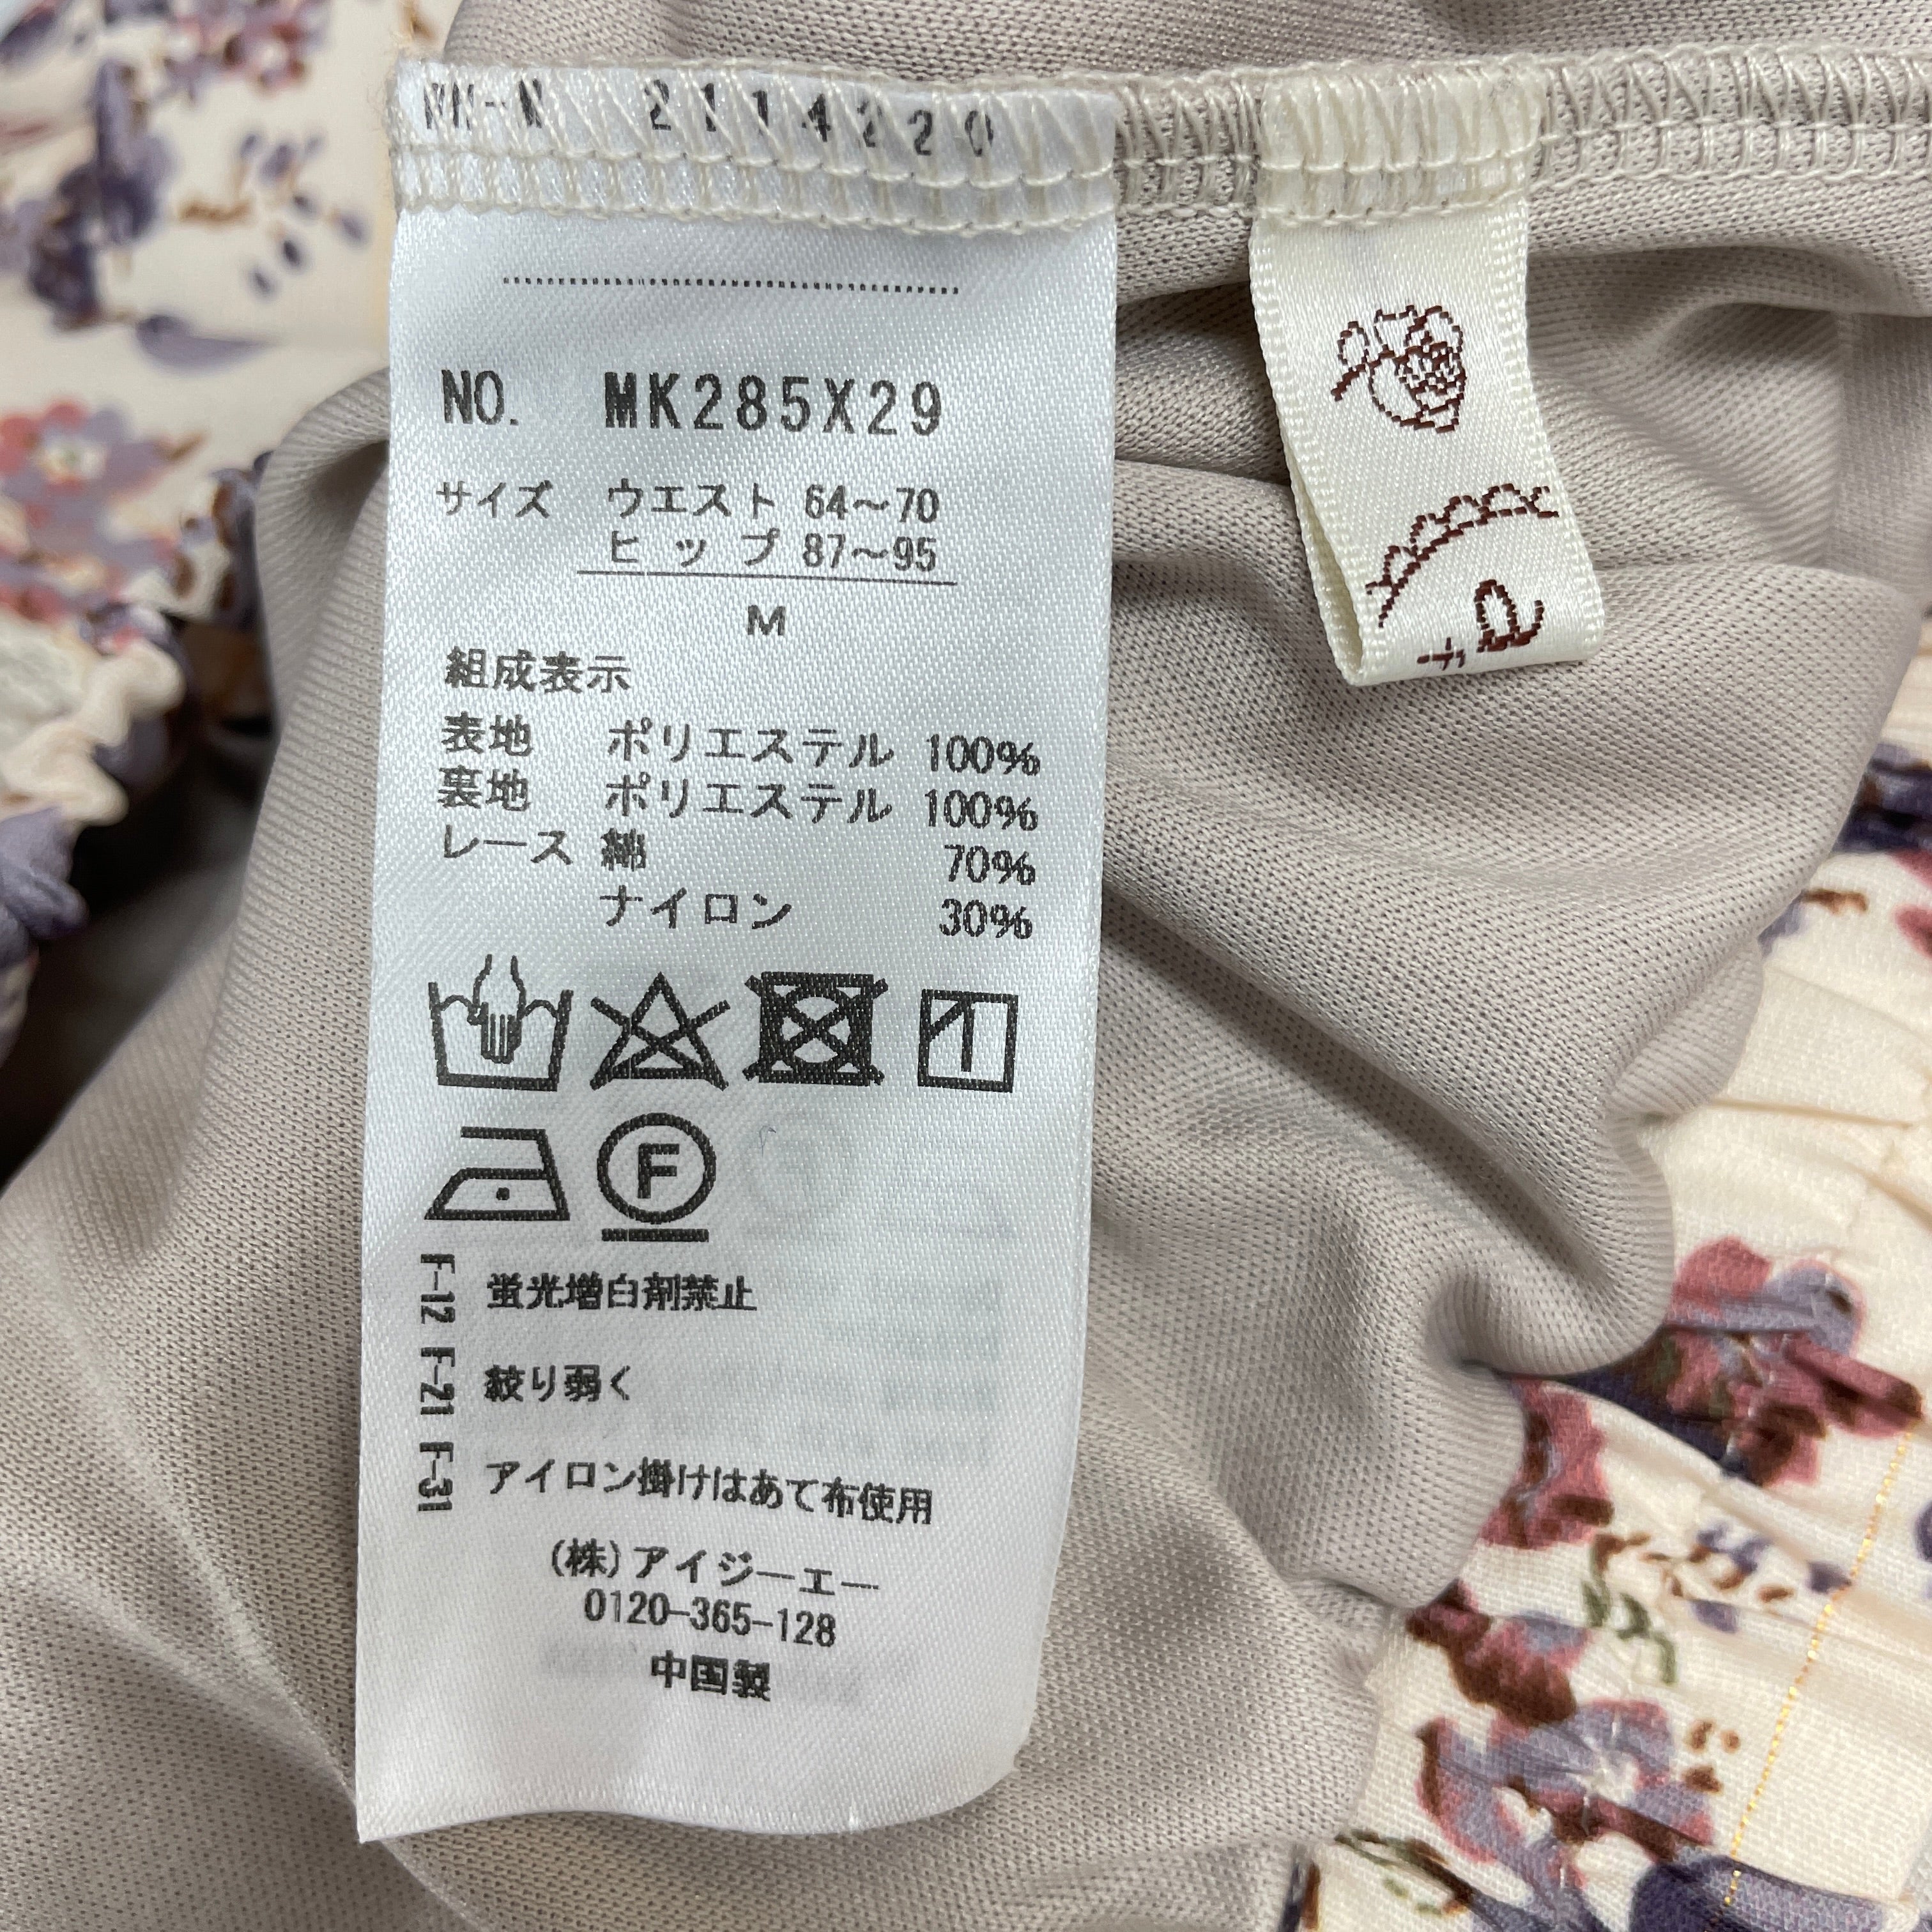 2114220
NO. MK285X29
サイズ ウエスト 64～70
ヒップ 87～95
M
組成表示
表地 ポリエステル 100%
裏地 ポリエステル 100%
レース 綿 70%
ナイロン 30%
F
F-12 F-21 F-31
蛍光増白剤禁止
絞り弱く
アイロン掛けはあて布使用
(株)アイジーエー
0120-365-128
中国製